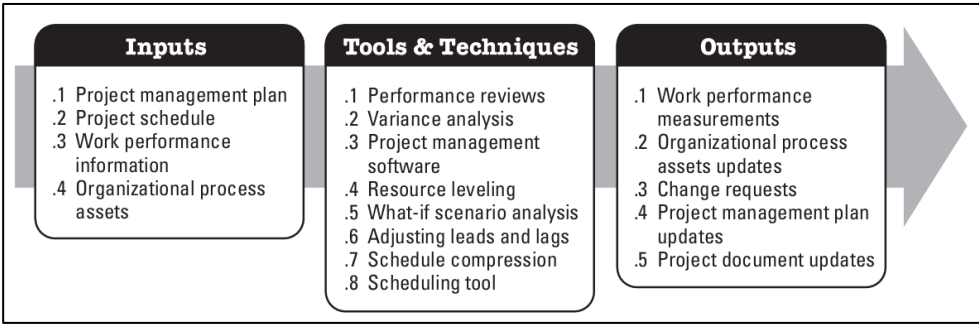 Inputs
.1 Project management plan
.2 Project schedule
.3 Work performance
information
.4 Organizational process
assets
Tools & Techniques
.1 Performance reviews
.2 Variance analysis
.3 Project management
software
.4 Resource leveling
.5 What-if scenario analysis
.6 Adjusting leads and lags
.7 Schedule compression
.8 Scheduling tool
Outputs
.1 Work performance
measurements
.2 Organizational process
assets updates
.3 Change requests
.4 Project management plan
updates
.5 Project document updates